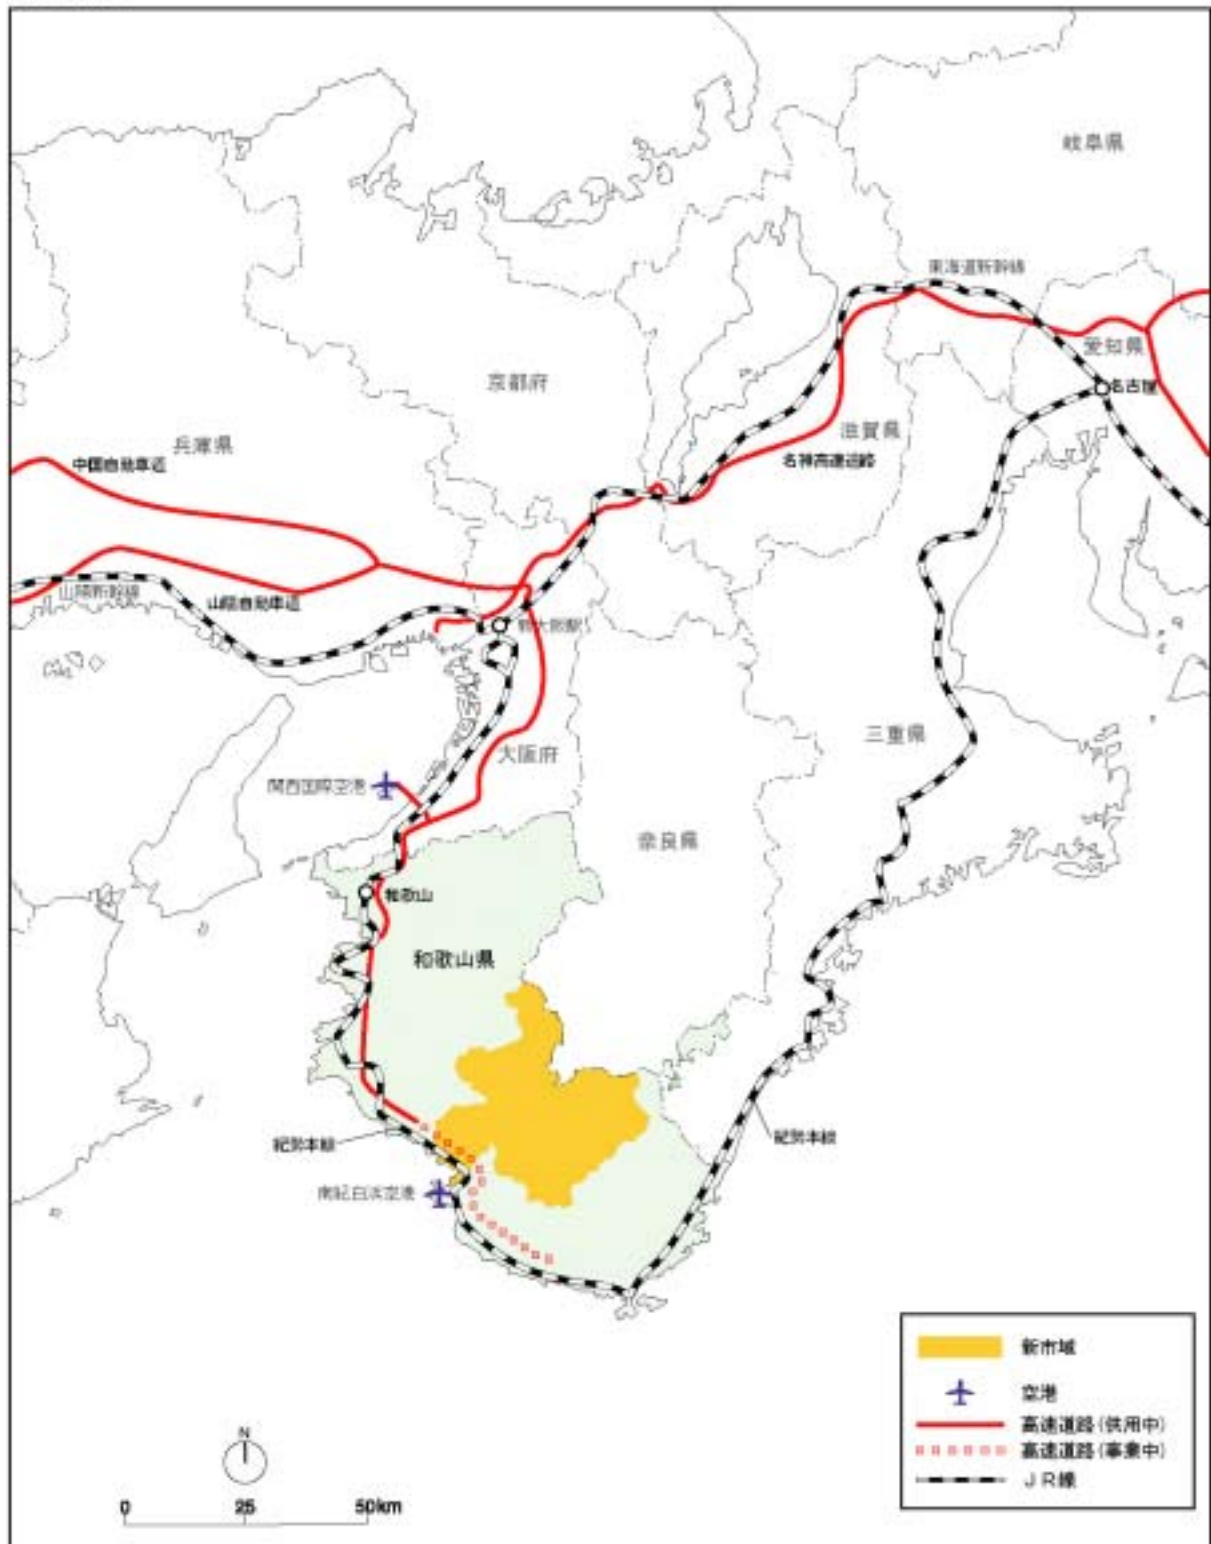 岐阜県
東海道新幹線
愛知県
名古屋
京都府
滋賀県
名神高速道路
兵庫県
中国自動車道
山陽新幹線
山陽自動車道
新大阪駅
大阪府
三重県
関西国際空港
奈良県
和歌山
和歌山県
紀勢本線
紀勢本線
南紀白浜空港
新市域
空港
高速道路(供用中)
高速道路(事業中)
JR線
N
0 25 50km